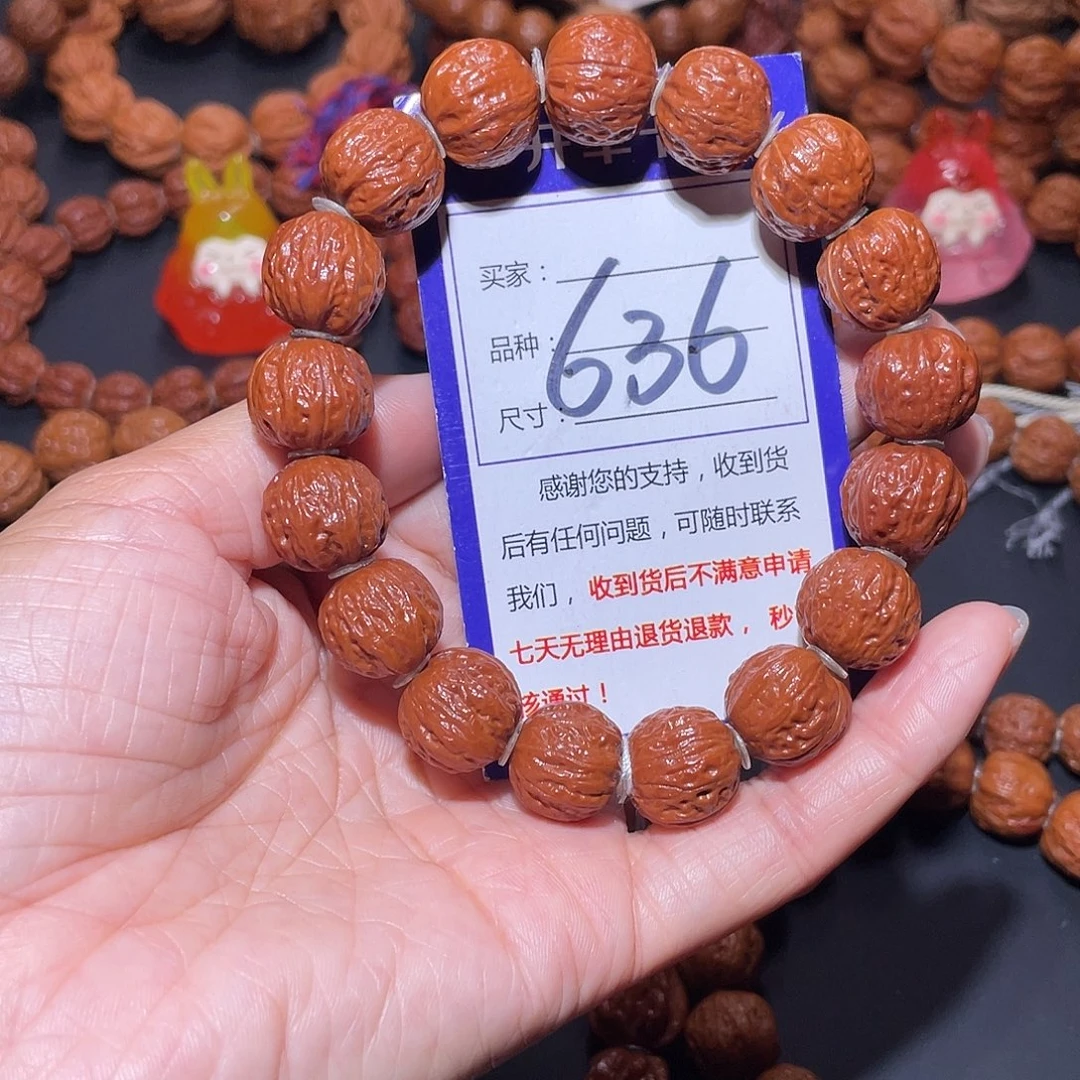 买家：
636
品种：
尺寸：
感谢您的支持，收到货
后有任何问题，可随时联系
我们，收到货后不满意申请
七天无理由退货退款，秒
核通过！